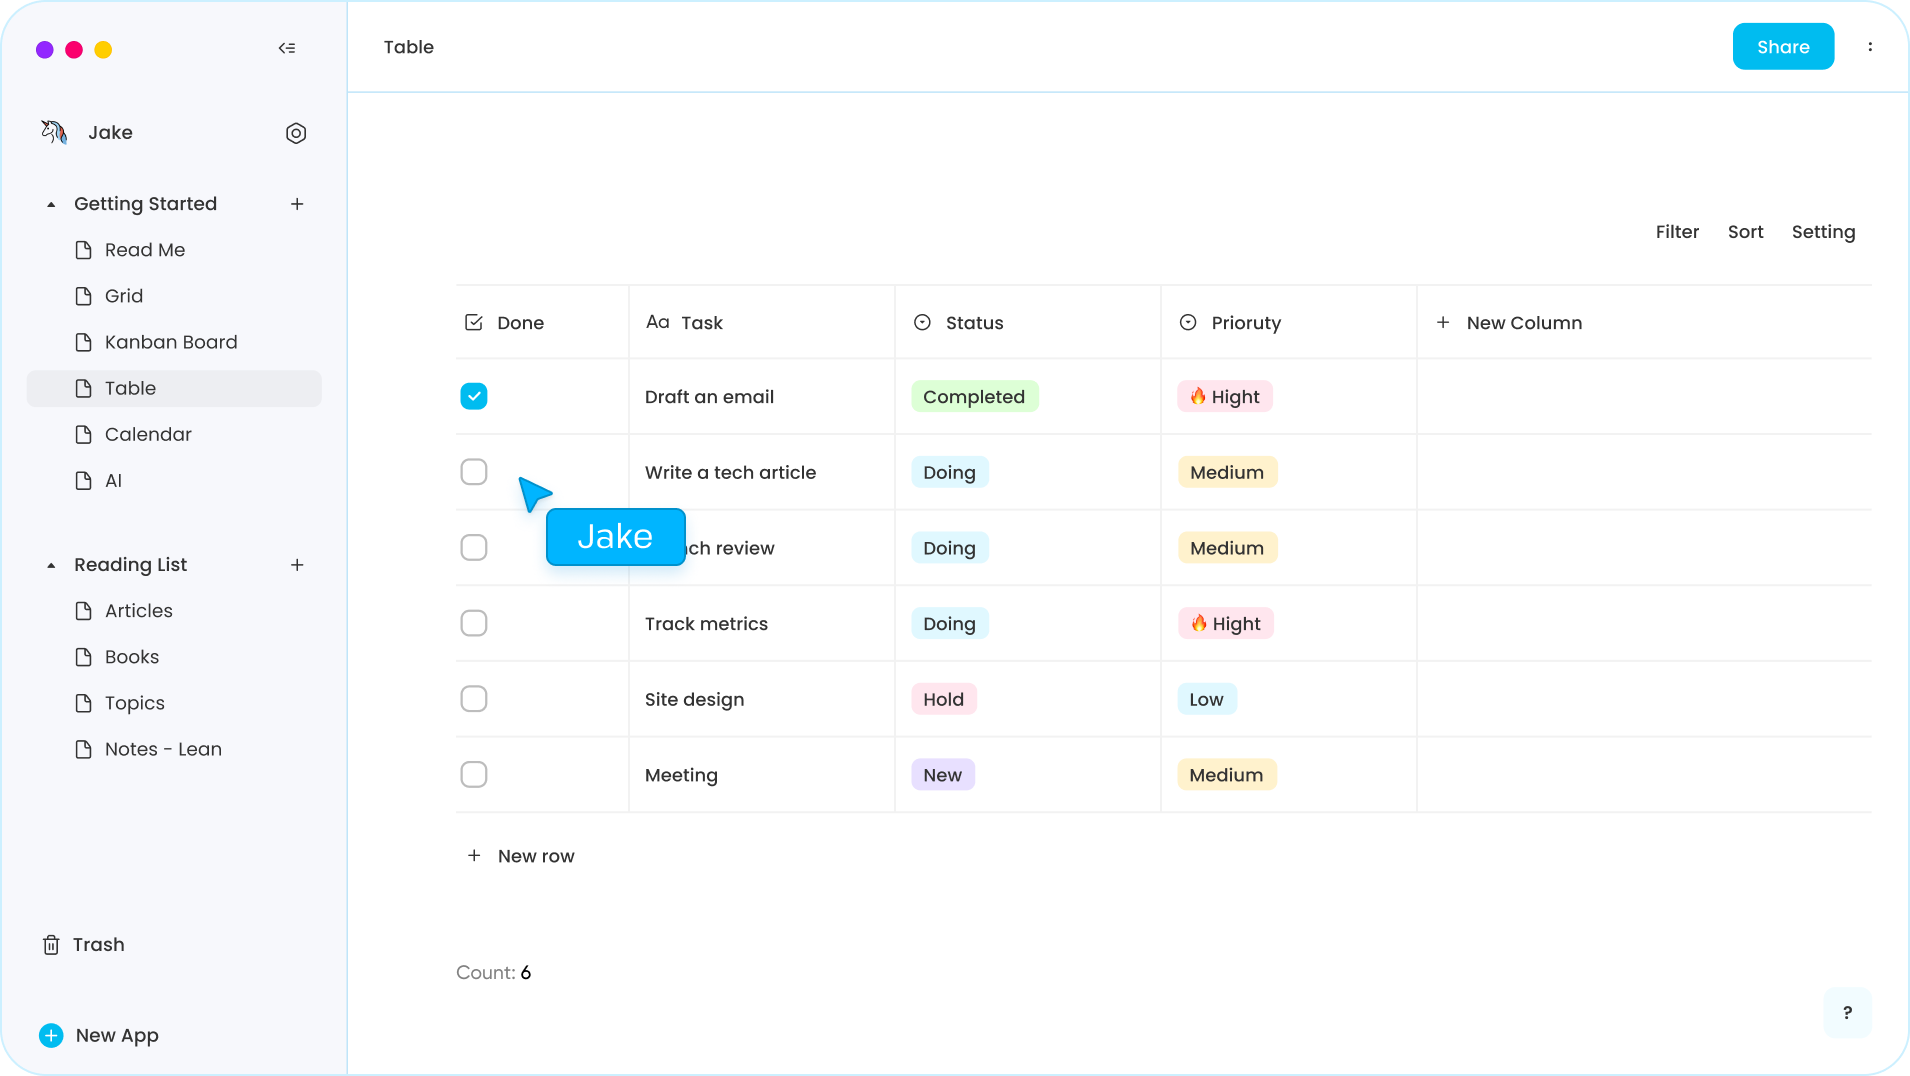 Table
Share
Jake
Getting Started
Read Me
Grid
Kanban Board
Table
Calendar
AI
Reading List
Articles
Books
Topics
Notes - Lean
Trash
New App
Filter Sort Setting
Done Aa Task Status Prioruty + New Column
Draft an email Completed Hight
Write a tech article Doing Medium
Jake
review Doing Medium
Track metrics Doing Hight
Site design Hold Low
Meeting New Medium
+ New row
Count: 6
?